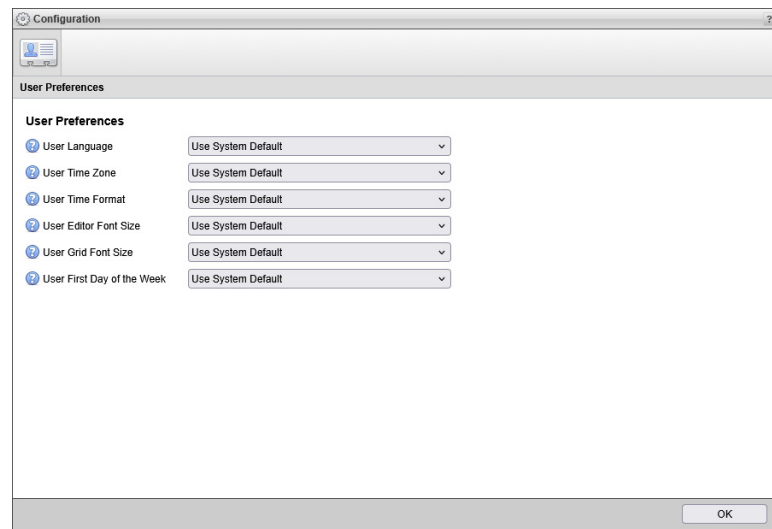 Configuration ?
User Preferences
User Preferences
? User Language Use System Default
? User Time Zone Use System Default
? User Time Format Use System Default
? User Editor Font Size Use System Default
? User Grid Font Size Use System Default
? User First Day of the Week Use System Default
OK